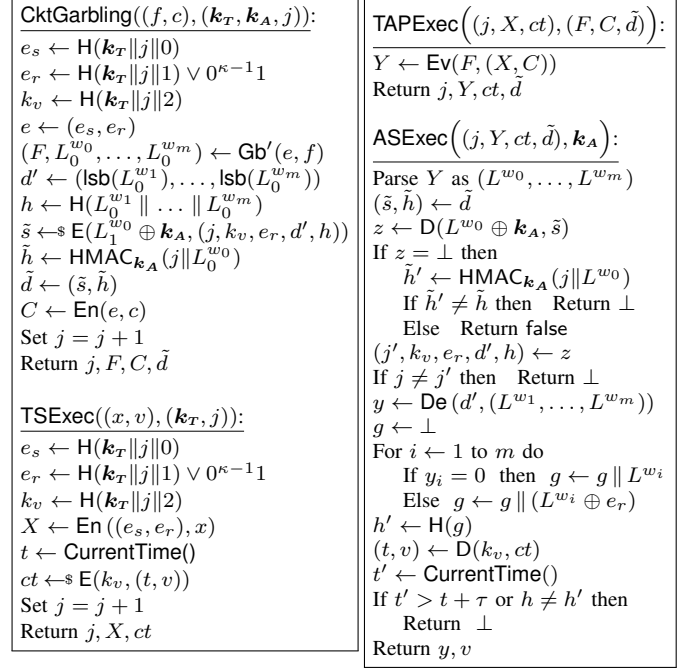 CktGarbling((f, c), (k_T, k_A, j)):
e_s ← H(k_T‖j‖0)
e_r ← H(k_T‖j‖1) ∨ 0^{κ−1}1
k_v ← H(k_T‖j‖2)
e ← (e_s, e_r)
(F, L_0^{w_0}, …, L_0^{w_m}) ← Gb′(e, f)
d′ ← (lsb(L_0^{w_1}), …, lsb(L_0^{w_m}))
h ← H(L_0^{w_1} ‖ … ‖ L_0^{w_m})
s̃ ←$ E(L_1^{w_0} ⊕ k_A, (j, k_v, e_r, d′, h))
h̃ ← HMAC_{k_A}(j‖L_0^{w_0})
d̃ ← (s̃, h̃)
C ← En(e, c)
Set j = j + 1
Return j, F, C, d̃
TSExec((x, v), (k_T, j)):
e_s ← H(k_T‖j‖0)
e_r ← H(k_T‖j‖1) ∨ 0^{κ−1}1
k_v ← H(k_T‖j‖2)
X ← En ((e_s, e_r), x)
t ← CurrentTime()
ct ←$ E(k_v, (t, v))
Set j = j + 1
Return j, X, ct
TAPExec((j, X, ct), (F, C, d̃)):
Y ← Ev(F, (X, C))
Return j, Y, ct, d̃
ASExec((j, Y, ct, d̃), k_A):
Parse Y as (L^{w_0}, …, L^{w_m})
(s̃, h̃) ← d̃
z ← D(L^{w_0} ⊕ k_A, s̃)
If z = ⊥ then
h̃′ ← HMAC_{k_A}(j‖L^{w_0})
If h̃′ ≠ h̃ then Return ⊥
Else Return false
(j′, k_v, e_r, d′, h) ← z
If j ≠ j′ then Return ⊥
y ← De (d′, (L^{w_1}, …, L^{w_m}))
g ← ⊥
For i ← 1 to m do
If y_i = 0 then g ← g ‖ L^{w_i}
Else g ← g ‖ (L^{w_i} ⊕ e_r)
h′ ← H(g)
(t, v) ← D(k_v, ct)
t′ ← CurrentTime()
If t′ > t + τ or h ≠ h′ then
Return ⊥
Return y, v